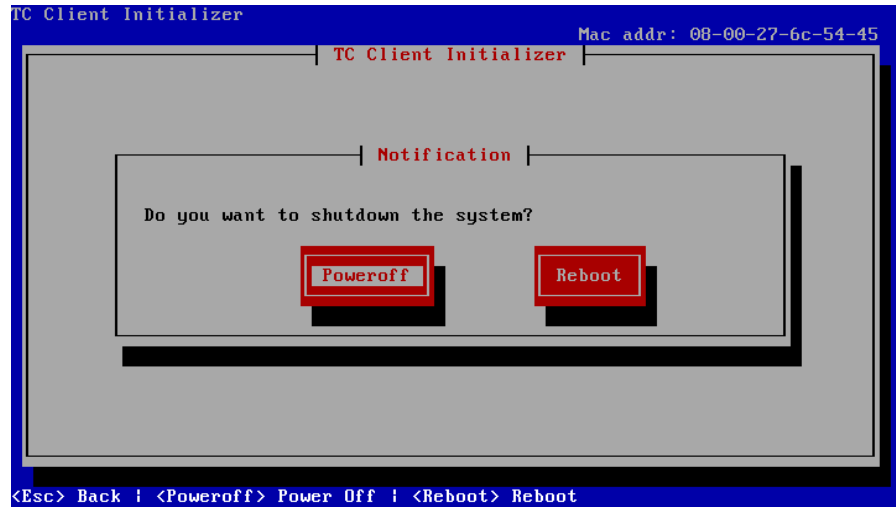 TC Client Initializer
Mac addr: 08-00-27-6c-54-45
TC Client Initializer
Notification
Do you want to shutdown the system?
Poweroff Reboot
<Esc> Back | <Poweroff> Power Off | <Reboot> Reboot